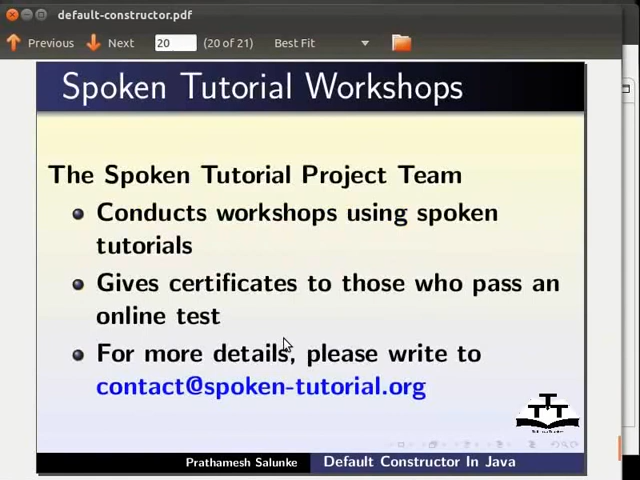 default-constructor.pdf
Previous Next 20 (20 of 21) Best Fit
Spoken Tutorial Workshops
The Spoken Tutorial Project Team
Conducts workshops using spoken
tutorials
Gives certificates to those who pass an
online test
For more details, please write to
contact@spoken-tutorial.org
Prathamesh Salunke Default Constructor In Java